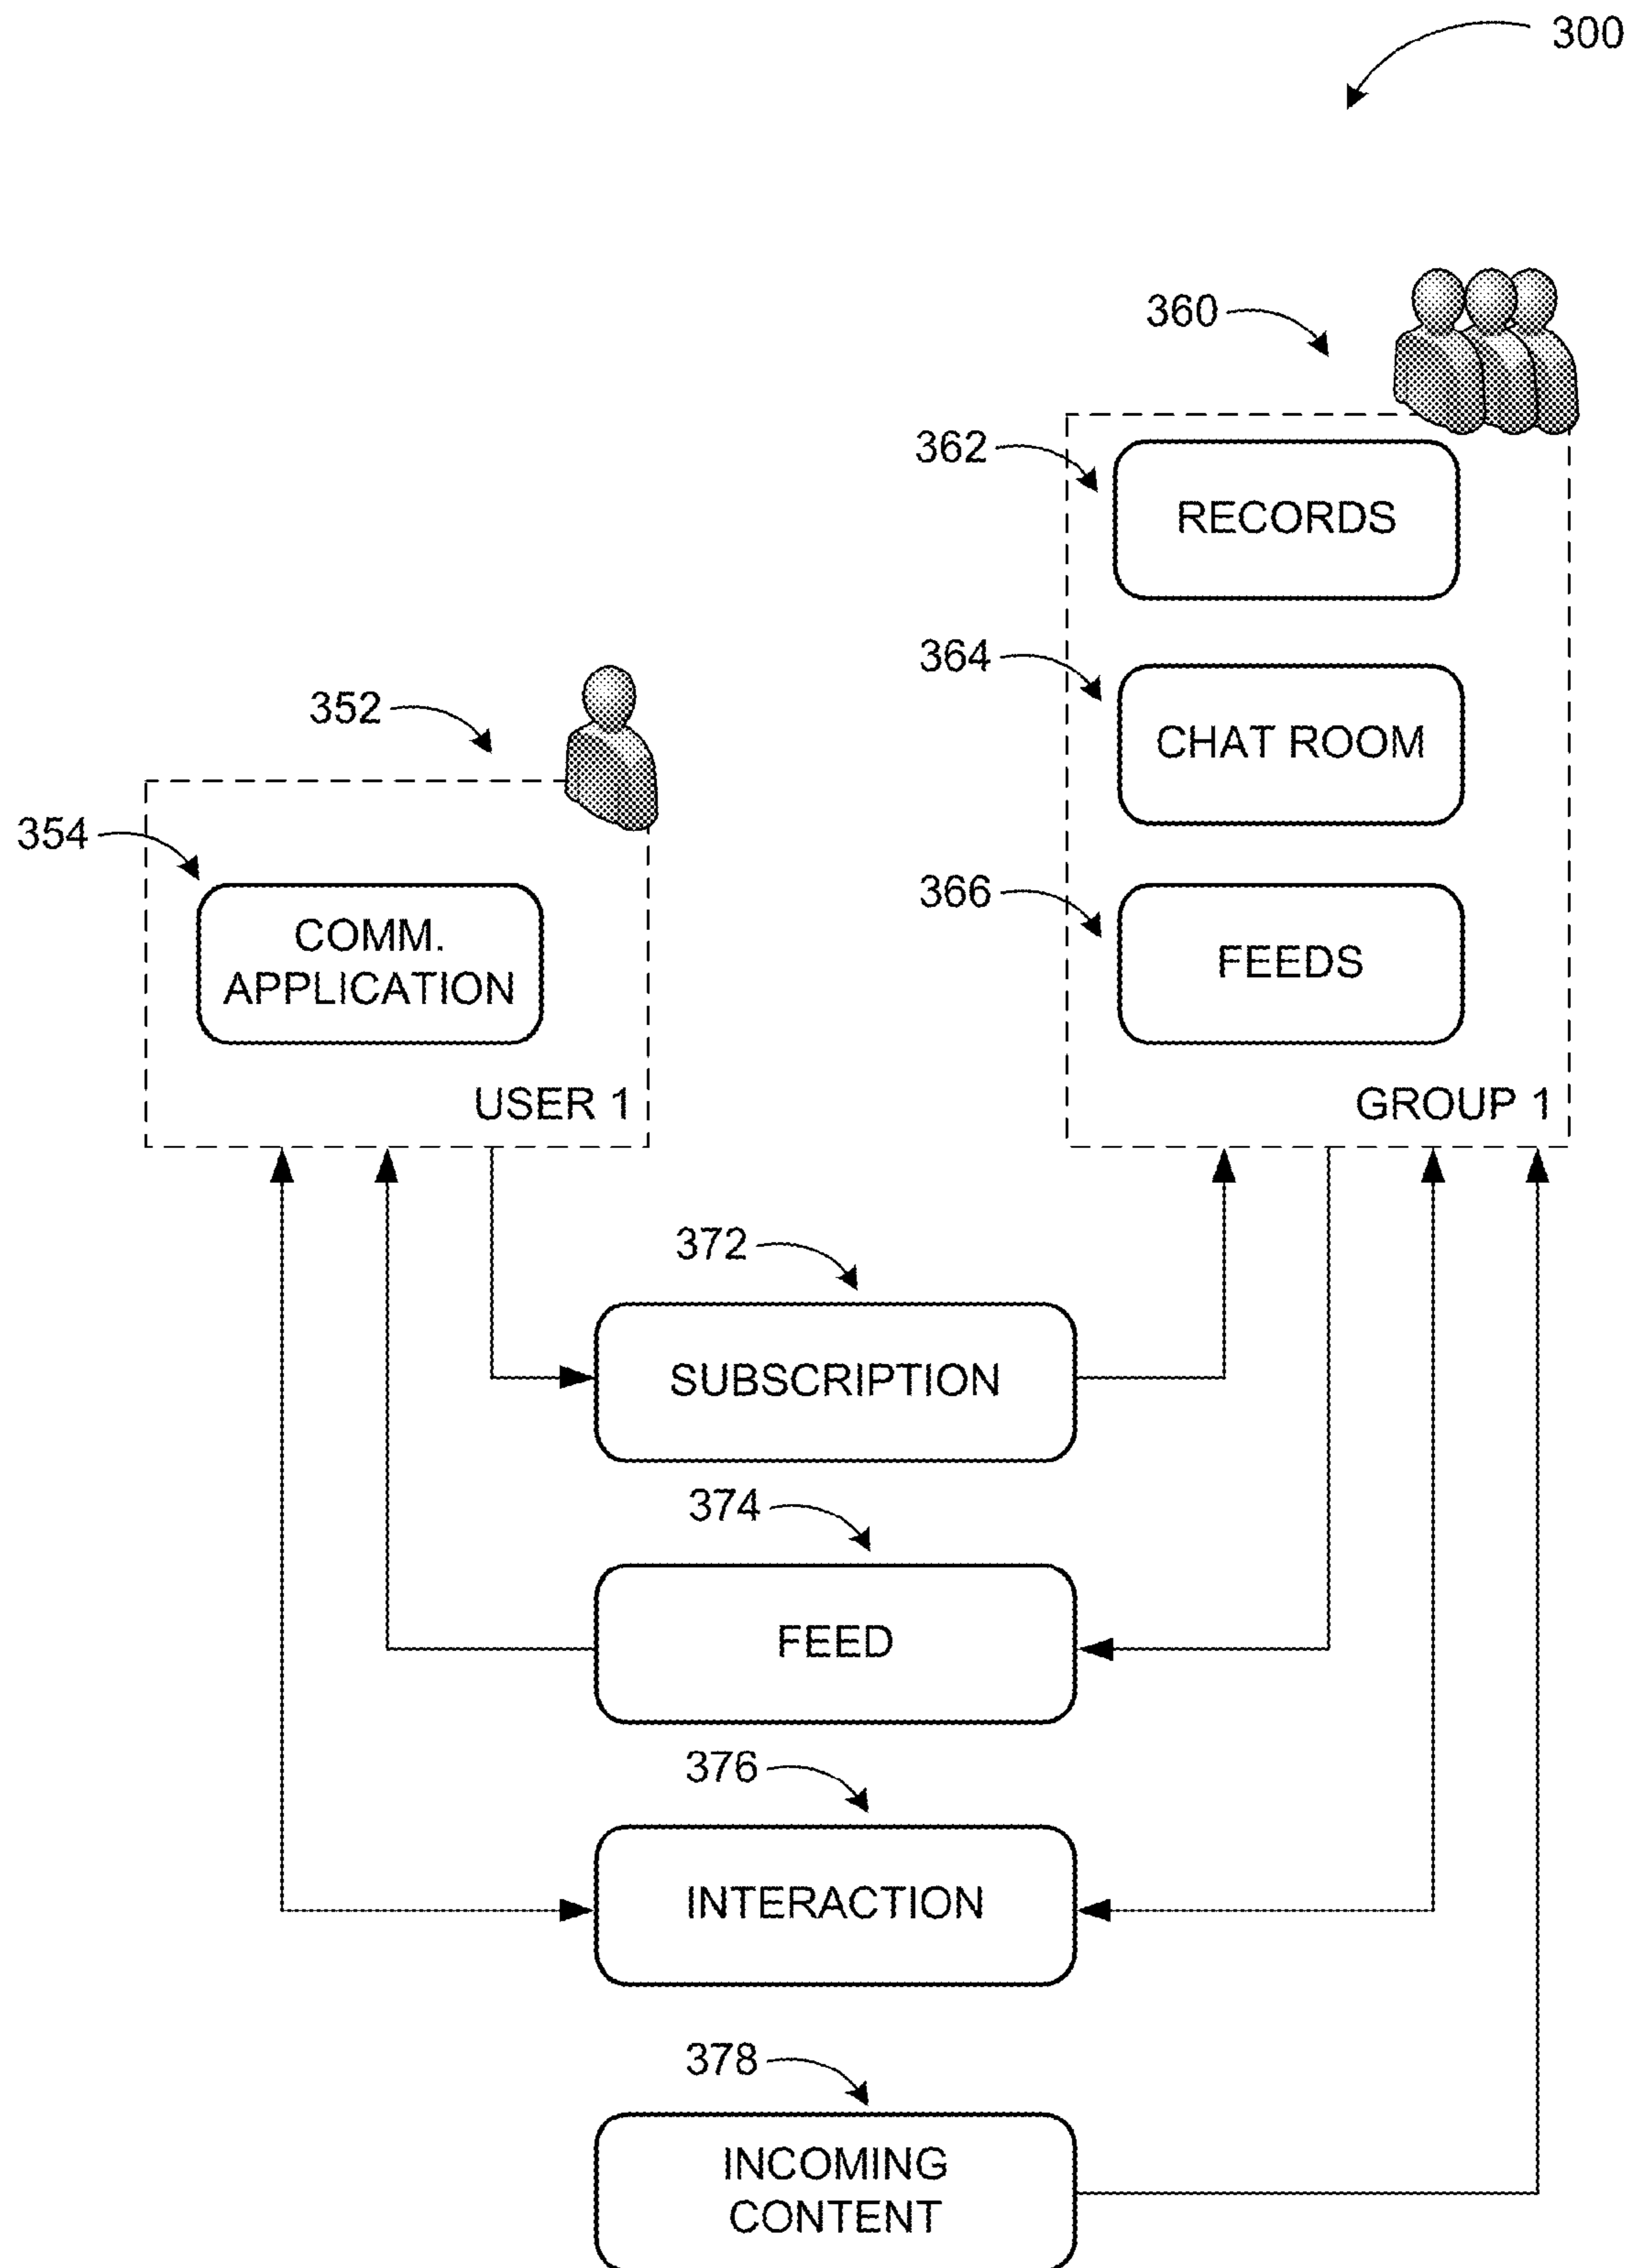 300
360
362
RECORDS
364
CHAT ROOM
352
354
366
COMM.
APPLICATION
FEEDS
USER 1
GROUP 1
372
SUBSCRIPTION
374
FEED
376
INTERACTION
378
INCOMING
CONTENT